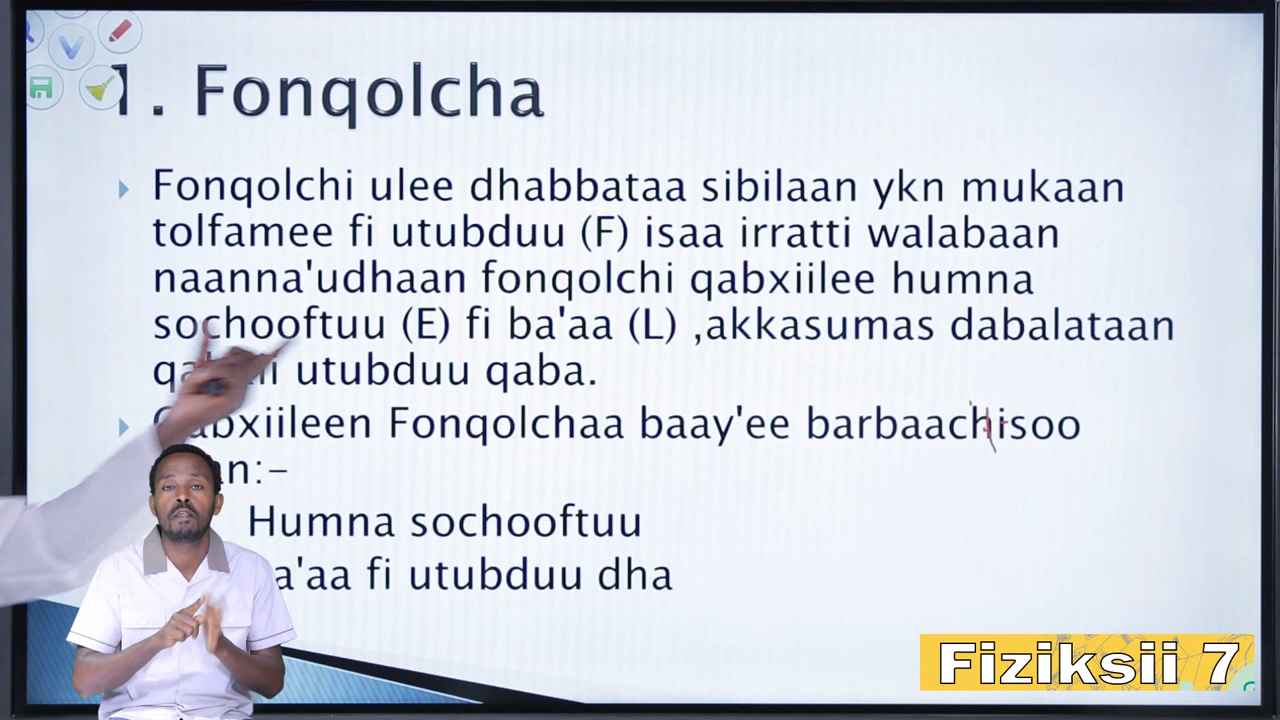 1. Fonqolcha
Fonqolchi ulee dhabbataa sibilaan ykn mukaan
tolfamee fi utubduu (F) isaa irratti walabaan
naanna'udhaan fonqolchi qabxiilee humna
sochooftuu (E) fi ba'aa (L) ,akkasumas dabalataan
utubduu qaba.
Fonqolchaa baay'ee barbaachisoo
Humna sochooftuu
fi utubduu dha
Fiziksii 7